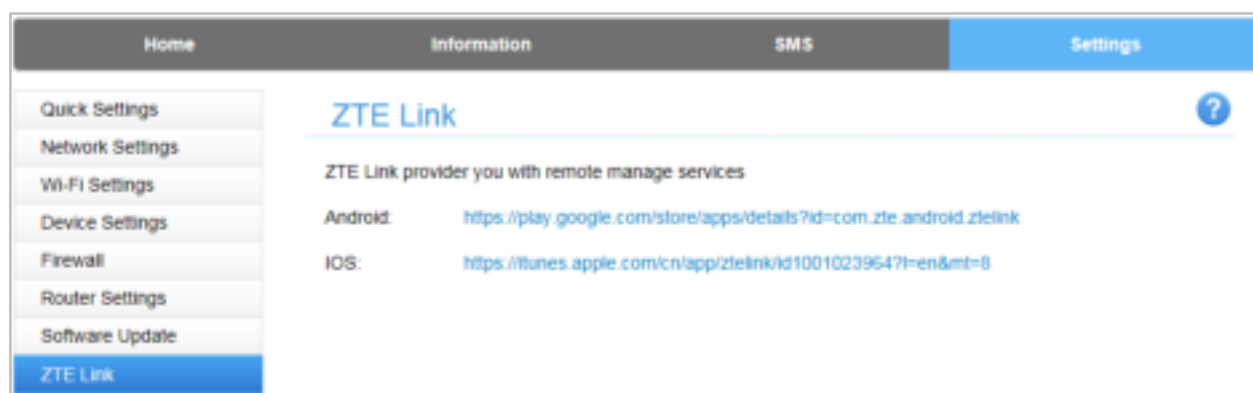 Home Information SMS Settings
Quick Settings
Network Settings
Wi-Fi Settings
Device Settings
Firewall
Router Settings
Software Update
ZTE Link
ZTE Link ?
ZTE Link provider you with remote manage services
Android: https://play.google.com/store/apps/details?id=com.zte.android.ztelink
IOS: https://itunes.apple.com/cn/app/ztelink/id1001023964?l=en&mt=8